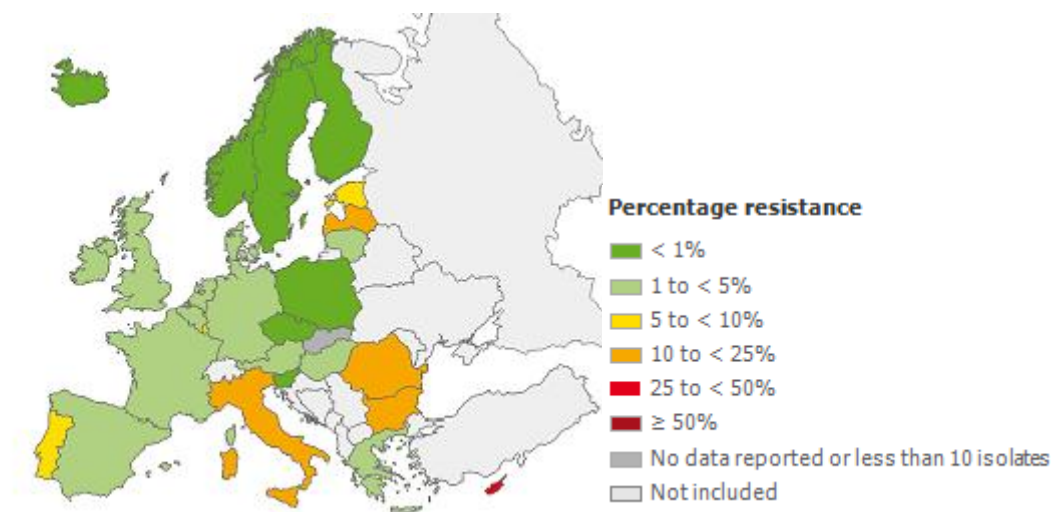 Percentage resistance
< 1%
1 to < 5%
5 to < 10%
10 to < 25%
25 to < 50%
≥ 50%
No data reported or less than 10 isolates
Not included